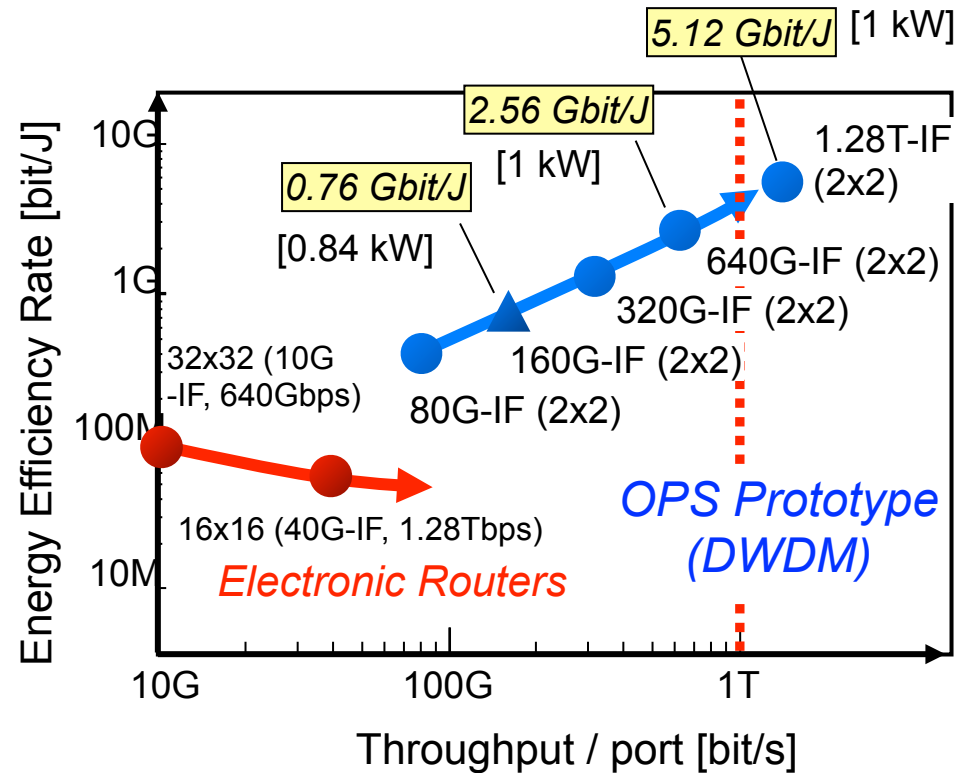 5.12 Gbit/J [1 kW]
2.56 Gbit/J
[1 kW]
0.76 Gbit/J
[0.84 kW]
Energy Efficiency Rate [bit/J]
10G
1G
100M
10M
1.28T-IF
(2x2)
640G-IF (2x2)
320G-IF (2x2)
160G-IF (2x2)
80G-IF (2x2)
32x32 (10G
-IF, 640Gbps)
16x16 (40G-IF, 1.28Tbps)
Electronic Routers
OPS Prototype
(DWDM)
10G
100G
1T
Throughput / port [bit/s]